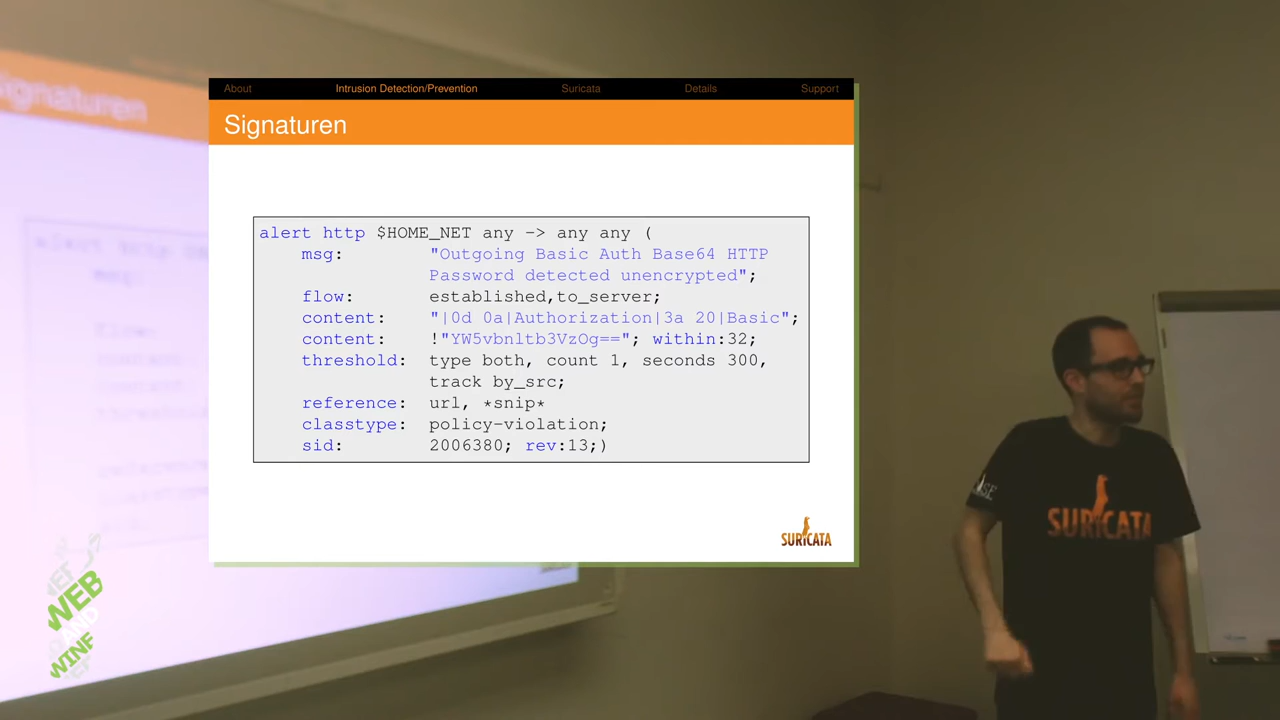 About Intrusion Detection/Prevention Suricata Details Support
Signaturen
alert http $HOME_NET any -> any any (
msg: "Outgoing Basic Auth Base64 HTTP
Password detected unencrypted";
flow: established,to_server;
content: "|0d 0a|Authorization|3a 20|Basic";
content: !"YW5vbnltb3VzOg=="; within:32;
threshold: type both, count 1, seconds 300,
track by_src;
reference: url, *snip*
classtype: policy-violation;
sid: 2006380; rev:13;)
SURICATA
Signaturen
SURICATA
WEB
AND
WINF